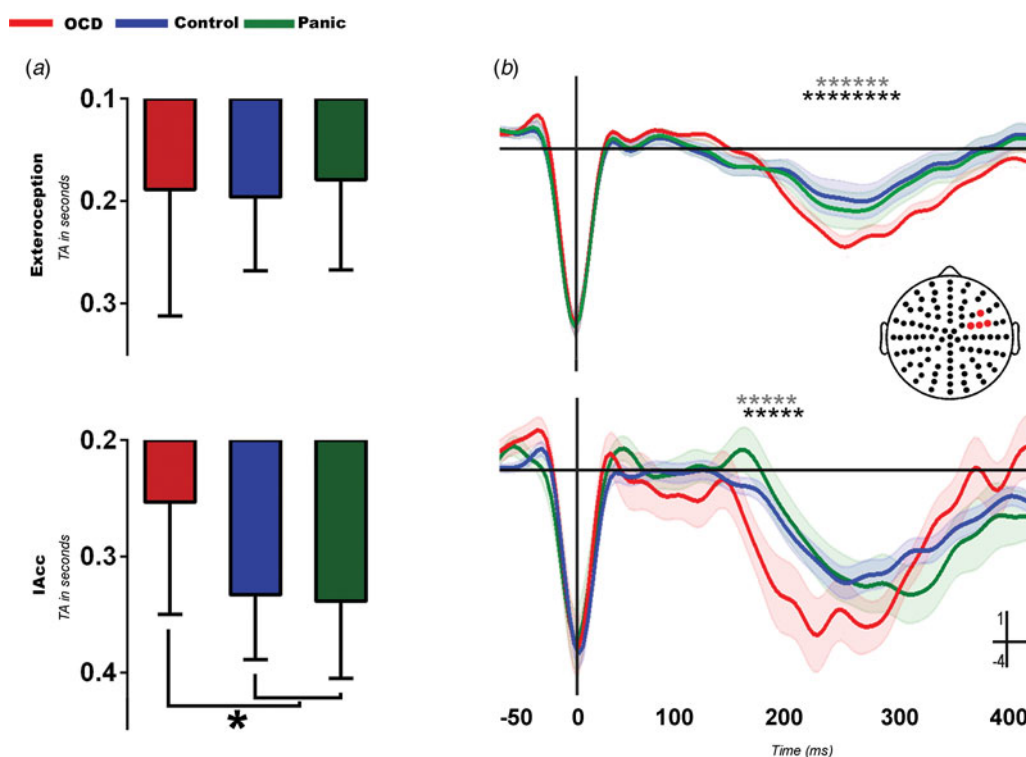 OCD Control Panic
(a)
0.1
0.2
0.3
Exteroception
TA in seconds
0.2
0.3
0.4
IAcc
TA in seconds
*
(b)
******
********
*****
*****
1
-4
-50 0 100 200 300 400
Time (ms)